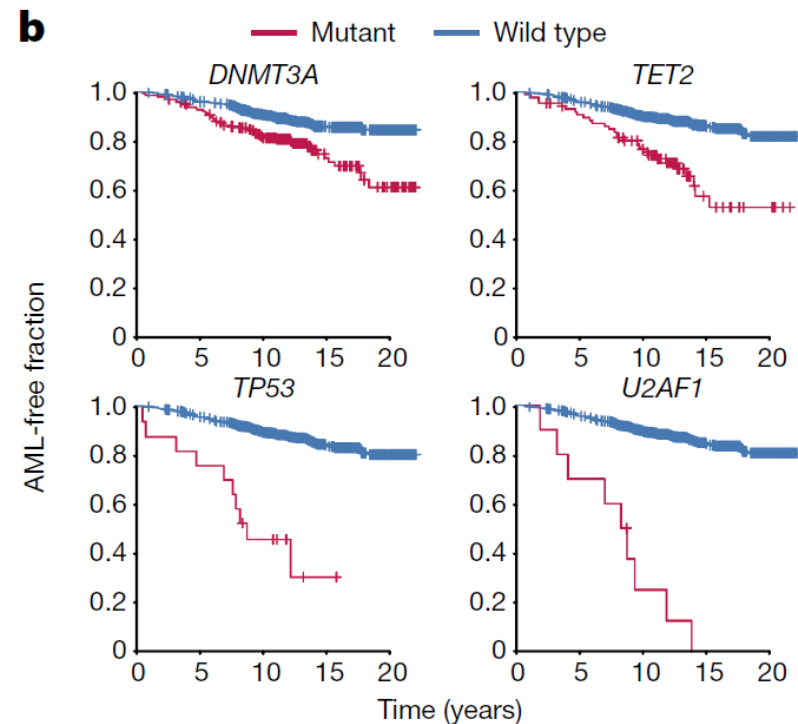 b
Mutant Wild type
DNMT3A TET2
1.0 1.0
0.8 0.8
0.6 0.6
0.4 0.4
0.2 0.2
0 0
0 5 10 15 20 0 5 10 15 20
TP53 U2AF1
1.0 1.0
0.8 0.8
0.6 0.6
0.4 0.4
0.2 0.2
0 0
0 5 10 15 20 0 5 10 15 20
AML-free fraction
Time (years)